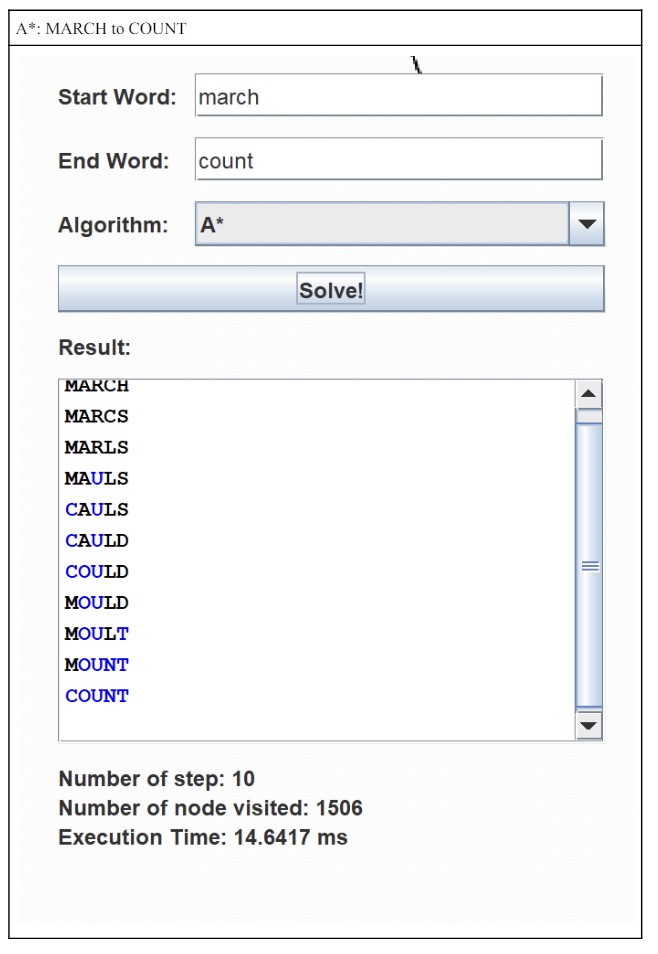 A*: MARCH to COUNT
Start Word: march
End Word: count
Algorithm: A*
Solve!
Result:
MARCH
MARCS
MARLS
MAULS
CAULS
CAULD
COULD
MOULD
MOULT
MOUNT
COUNT
Number of step: 10
Number of node visited: 1506
Execution Time: 14.6417 ms